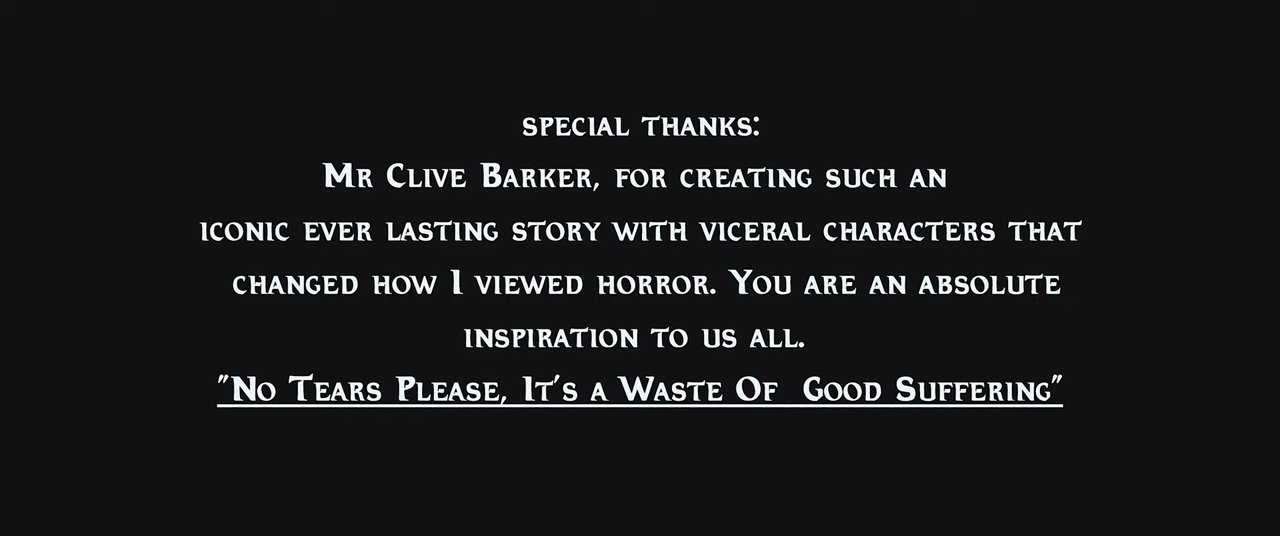 special thanks:
Mr Clive Barker, for creating such an
iconic ever lasting story with viceral characters that
changed how I viewed horror. You are an absolute
inspiration to us all.
"No Tears Please, It's a Waste Of  Good Suffering"